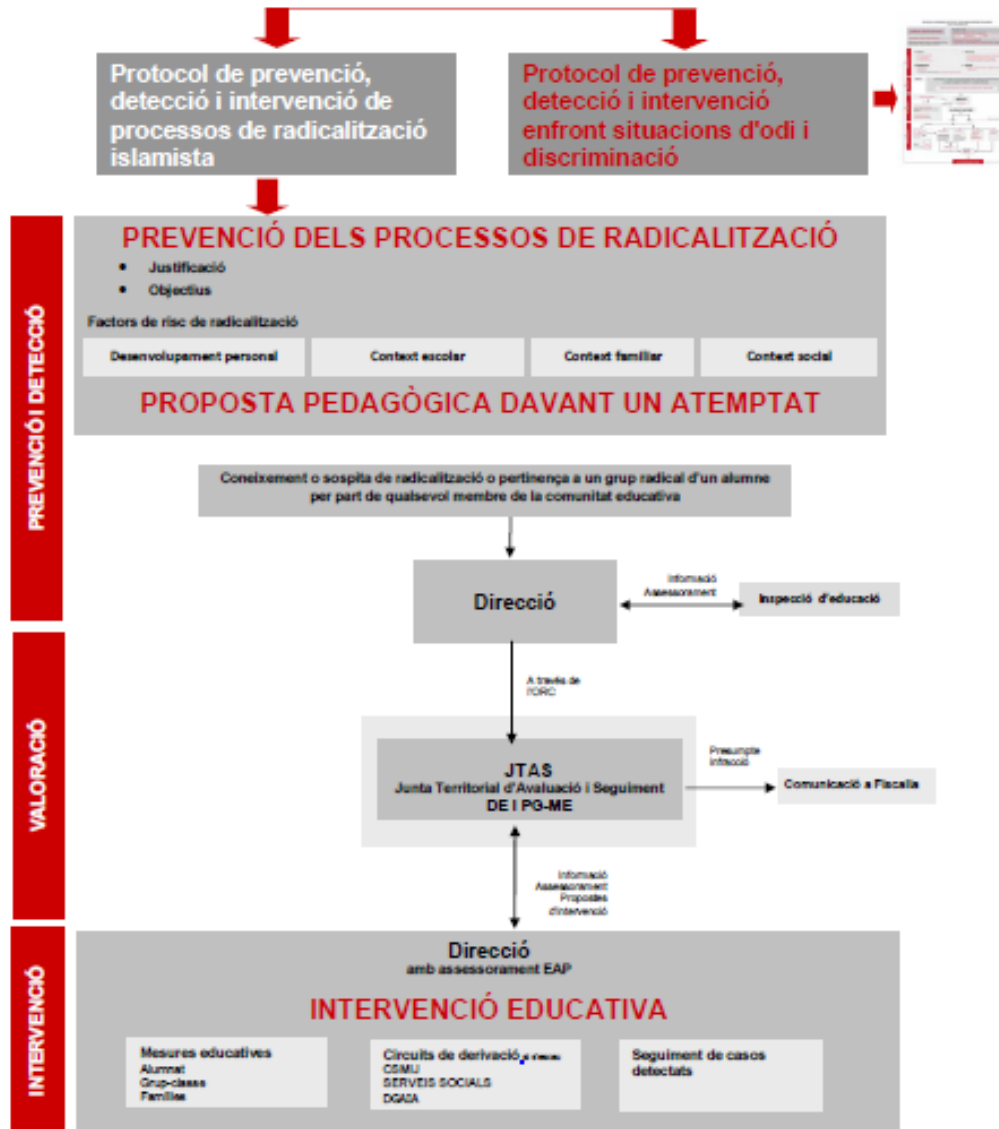 Protocol de prevenció,
detecció i intervenció de
processos de radicalització
islamista
Protocol de prevenció,
detecció i intervenció
enfront situacions d'odi i
discriminació
PREVENCIÓ I DETECCIÓ
PREVENCIÓ DELS PROCESSOS DE RADICALITZACIÓ
• Justificació
• Objectius
Factors de risc de radicalització
Desenvolupament personal
Context escolar
Context familiar
Context social
PROPOSTA PEDAGÒGICA DAVANT UN ATEMPTAT
Coneixement o sospita de radicalització o pertinença a un grup radical d'un alumne
per part de qualsevol membre de la comunitat educativa
Direcció
Informació
Assessorament
Inspecció d'educació
VALORACIÓ
A través de
l'ORC
JTAS
Junta Territorial d'Avaluació i Seguiment
DE I PG-ME
Presumpte
infracció
Comunicació a Fiscalia
Informació
Assessorament
Propostes
d'intervenció
INTERVENCIÓ
Direcció
amb assessorament EAP
INTERVENCIÓ EDUCATIVA
Mesures educatives
Alumnat
Grup-classe
Famílies
Circuits de derivació
CSMIJ
SERVEIS SOCIALS
DGAIA
Seguiment de casos
detectats